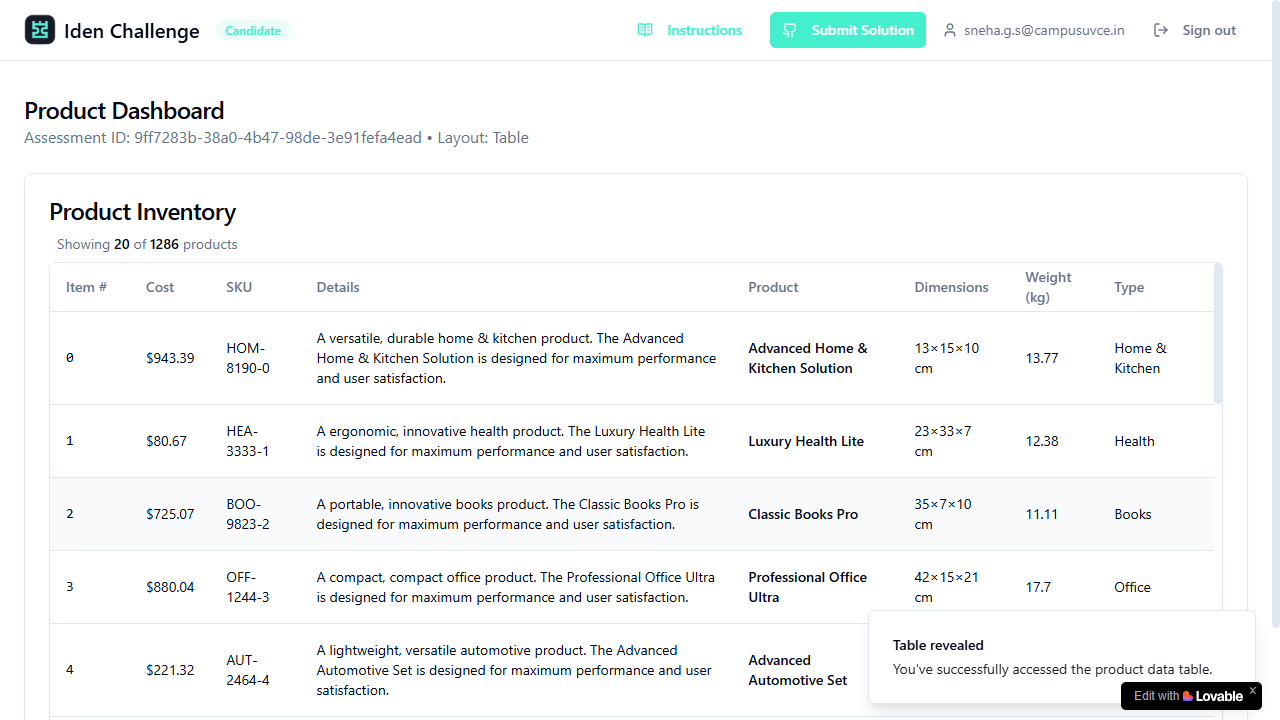 Iden Challenge Candidate Instructions Submit Solution sneha.g.s@campusuvce.in Sign out
Product Dashboard
Assessment ID: 9ff7283b-38a0-4b47-98de-3e91fefa4ead • Layout: Table
Product Inventory
Showing 20 of 1286 products
Item # Cost SKU Details Product Dimensions Weight (kg) Type
0 $943.39 HOM-8190-0 A versatile, durable home & kitchen product. The Advanced Home & Kitchen Solution is designed for maximum performance and user satisfaction. Advanced Home & Kitchen Solution 13×15×10 cm 13.77 Home & Kitchen
1 $80.67 HEA-3333-1 A ergonomic, innovative health product. The Luxury Health Lite is designed for maximum performance and user satisfaction. Luxury Health Lite 23×33×7 cm 12.38 Health
2 $725.07 BOO-9823-2 A portable, innovative books product. The Classic Books Pro is designed for maximum performance and user satisfaction. Classic Books Pro 35×7×10 cm 11.11 Books
3 $880.04 OFF-1244-3 A compact, compact office product. The Professional Office Ultra is designed for maximum performance and user satisfaction. Professional Office Ultra 42×15×21 cm 17.7 Office
4 $221.32 AUT-2464-4 A lightweight, versatile automotive product. The Advanced Automotive Set is designed for maximum performance and user satisfaction. Advanced Automotive Set
Table revealed
You've successfully accessed the product data table.
Edit with Lovable ×